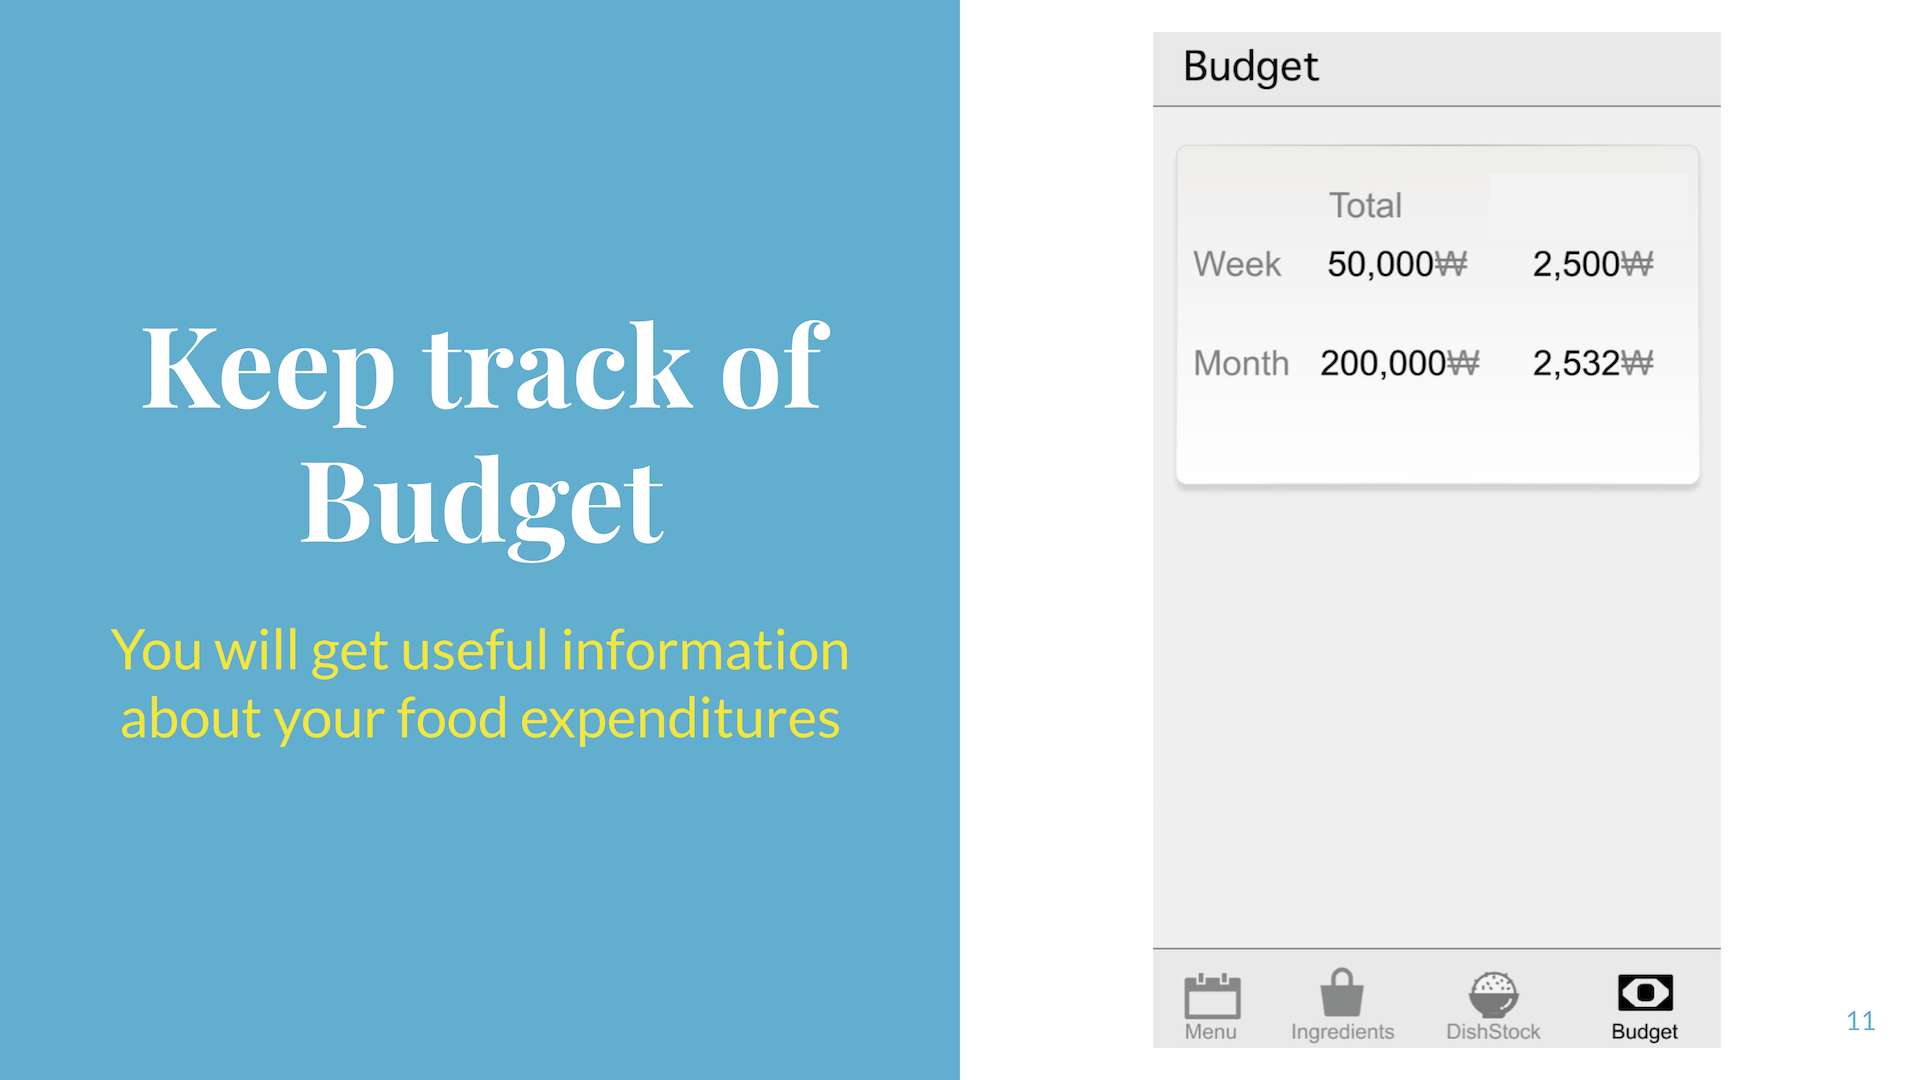 Keep track of
Budget
You will get useful information
about your food expenditures
Budget
Total
Week 50,000₩ 2,500₩
Month 200,000₩ 2,532₩
Menu Ingredients DishStock Budget
11